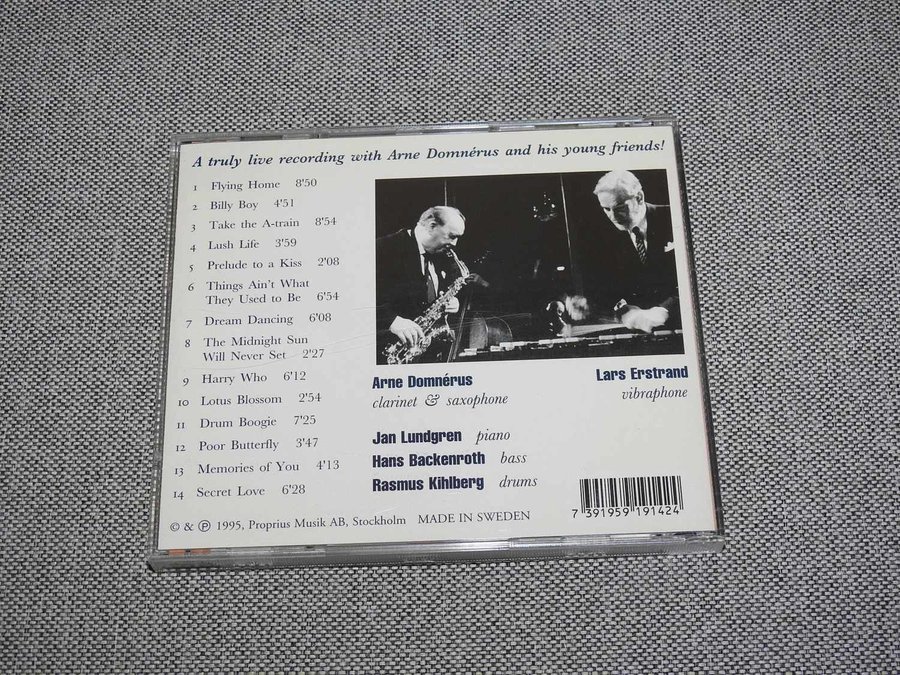 A truly live recording with Arne Domnérus and his young friends!
1 Flying Home 8'50
2 Billy Boy 4'51
3 Take the A-train 8'54
4 Lush Life 3'59
5 Prelude to a Kiss 2'08
6 Things Ain't What
They Used to Be 6'54
7 Dream Dancing 6'08
8 The Midnight Sun
Will Never Set 2'27
9 Harry Who 6'12
10 Lotus Blossom 2'54
11 Drum Boogie 7'25
12 Poor Butterfly 3'47
13 Memories of You 4'13
14 Secret Love 6'28
Arne Domnérus
clarinet & saxophone
Lars Erstrand
vibraphone
Jan Lundgren piano
Hans Backenroth bass
Rasmus Kihlberg drums
7 391959 191424
© & ℗ 1995, Proprius Musik AB, Stockholm MADE IN SWEDEN